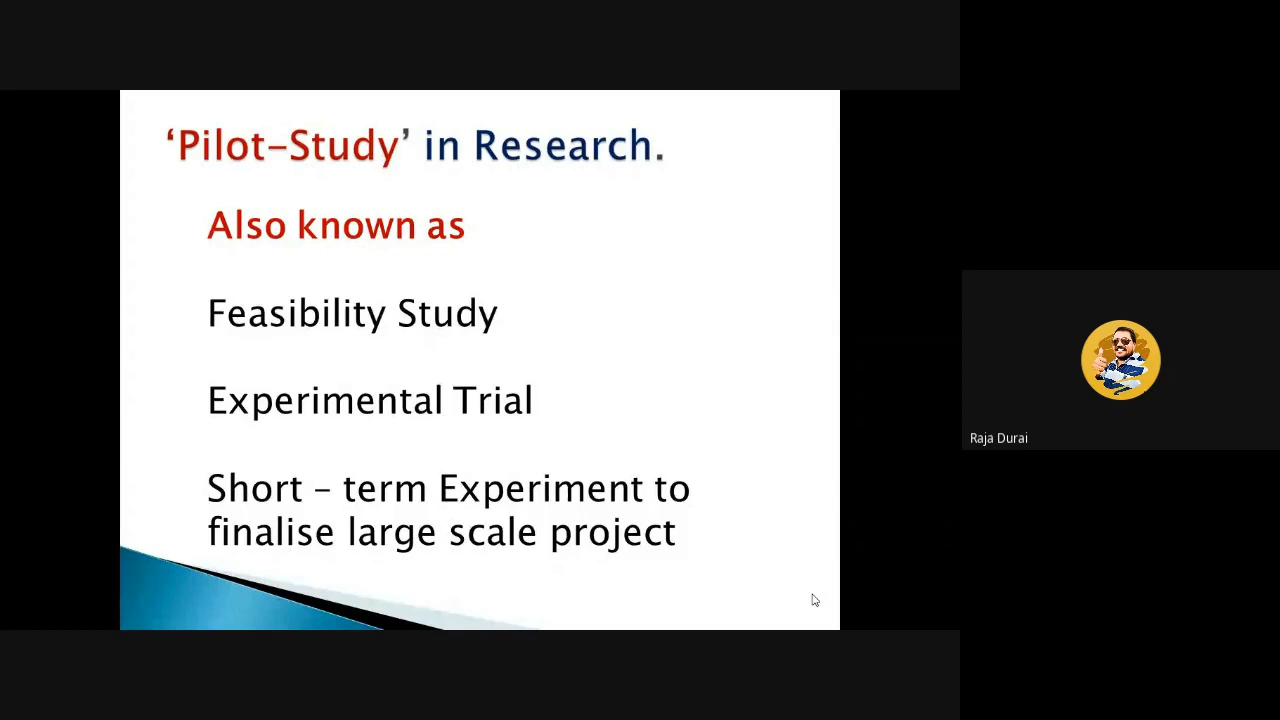 ‘Pilot-Study’ in Research.
Also known as
Feasibility Study
Experimental Trial
Short – term Experiment to
finalise large scale project
Raja Durai